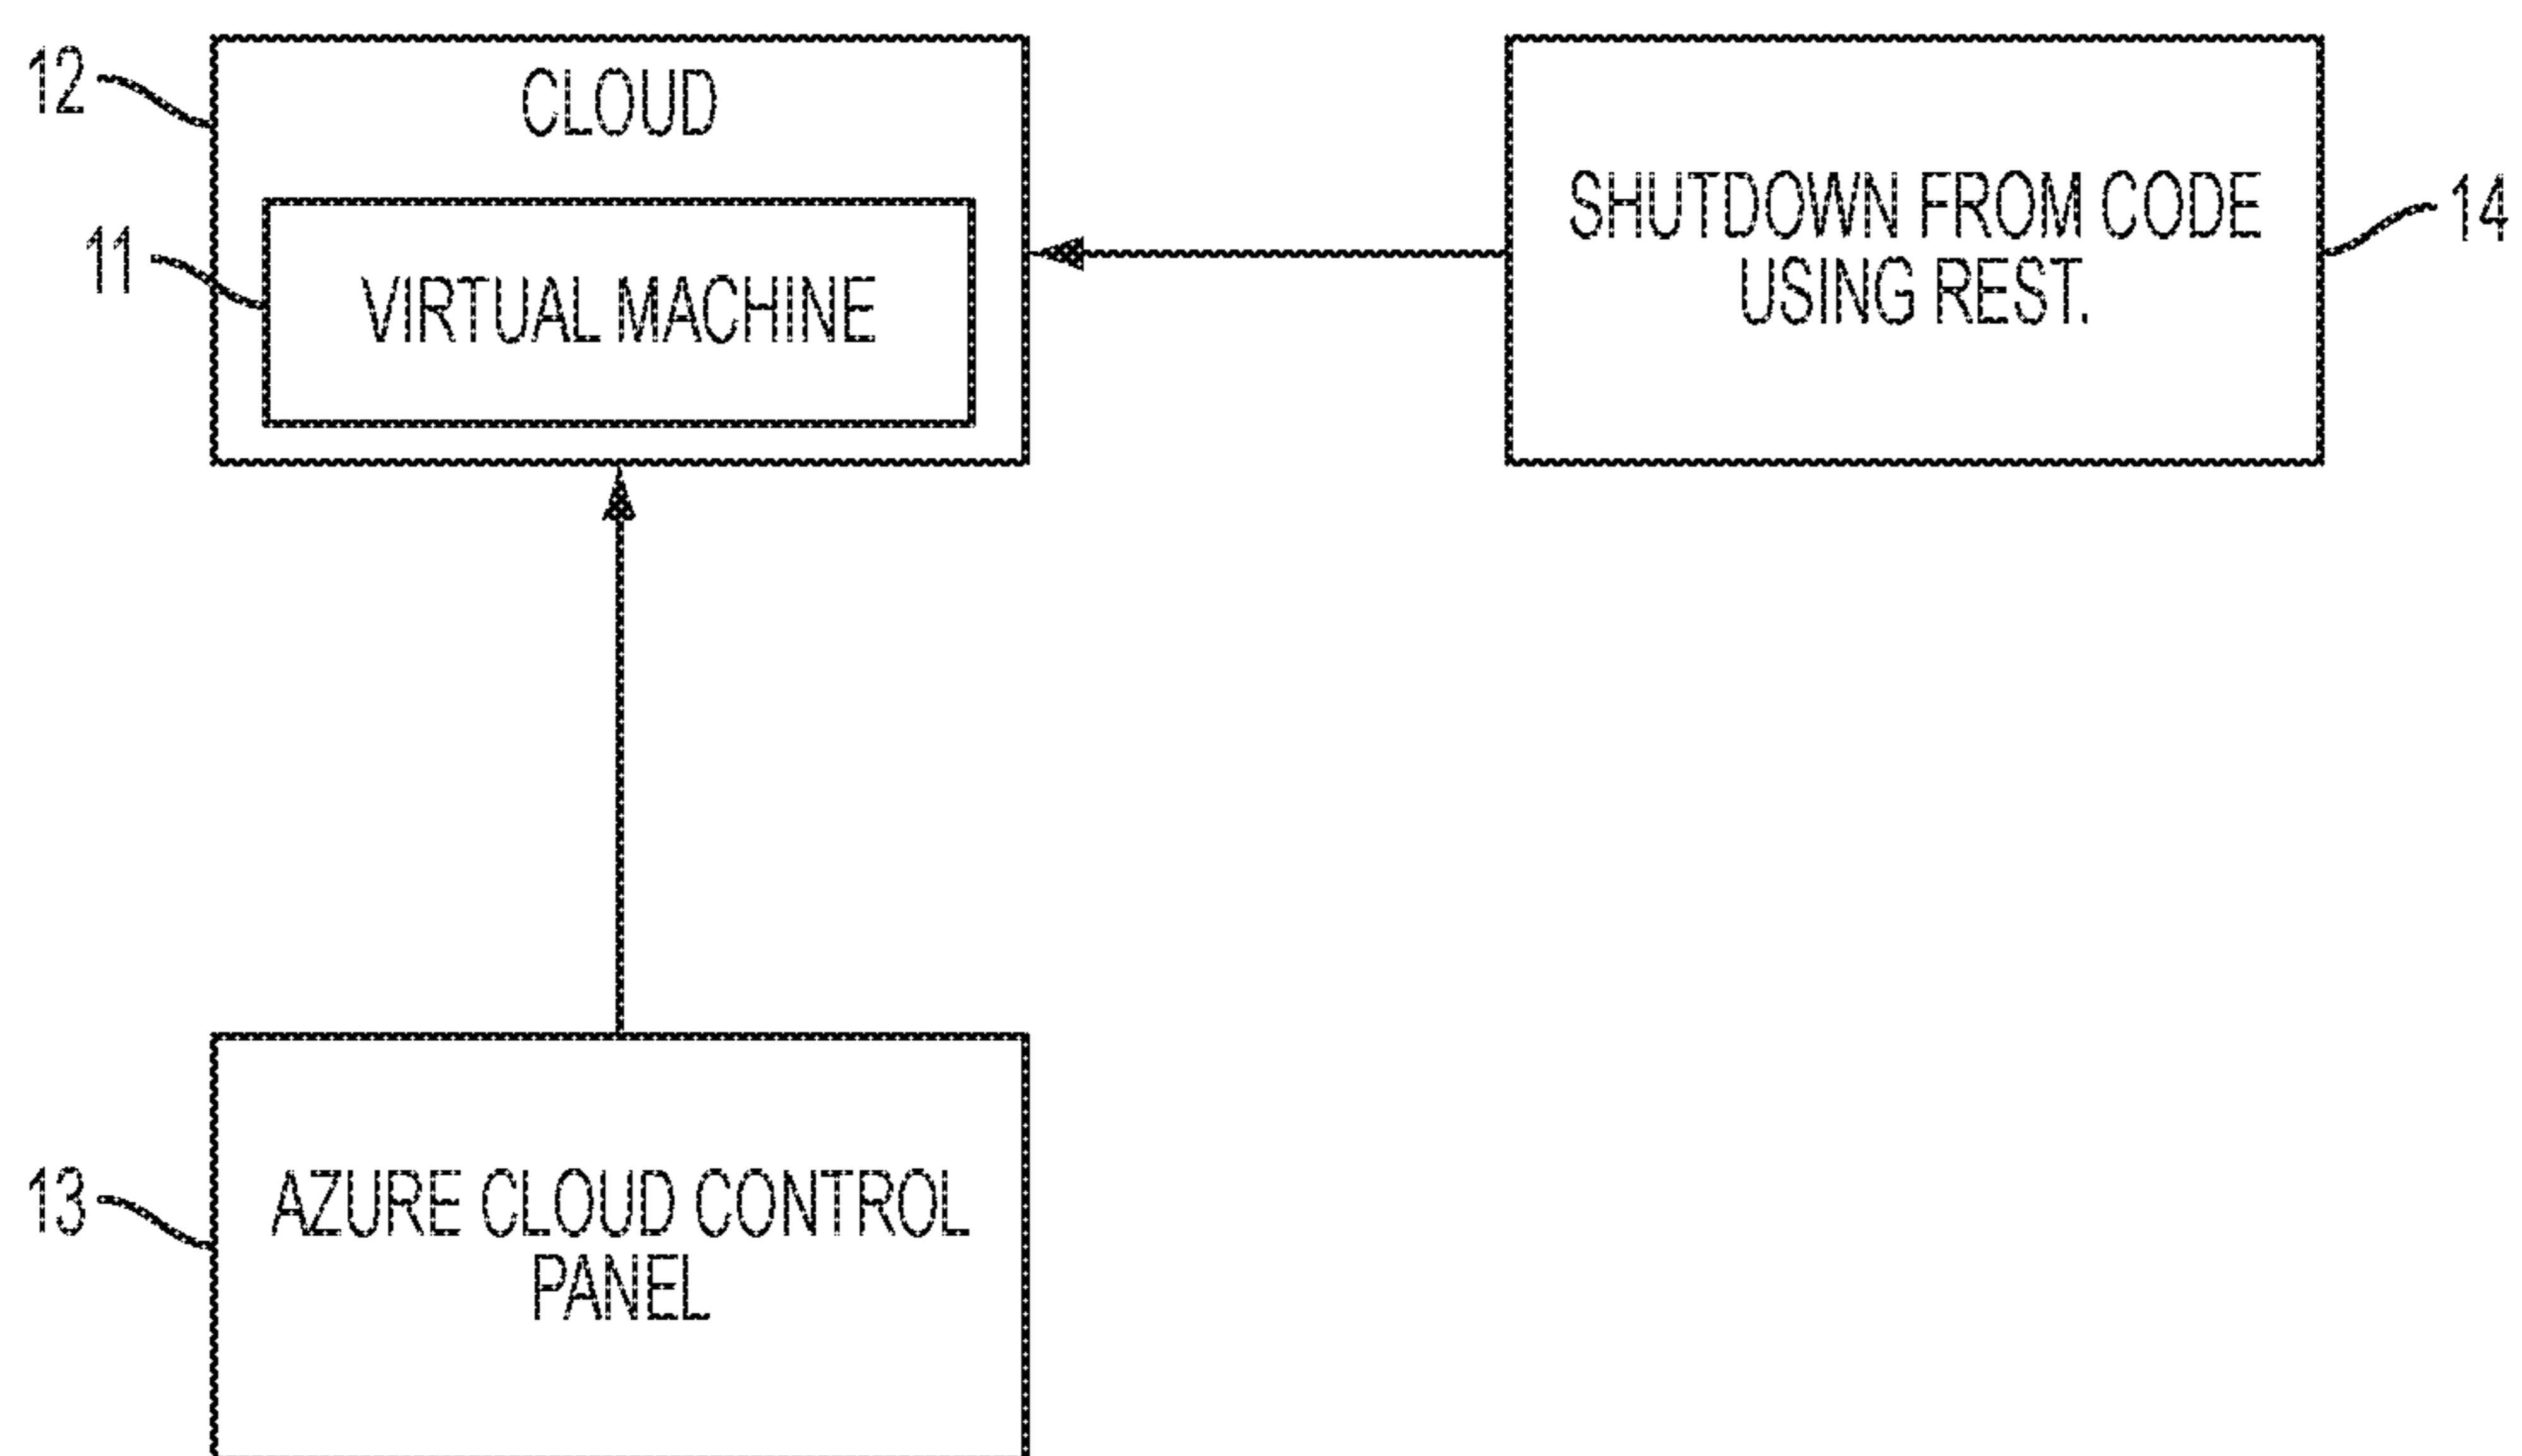 12
CLOUD
11
VIRTUAL MACHINE
SHUTDOWN FROM CODE
USING REST.
14
13
AZURE CLOUD CONTROL
PANEL